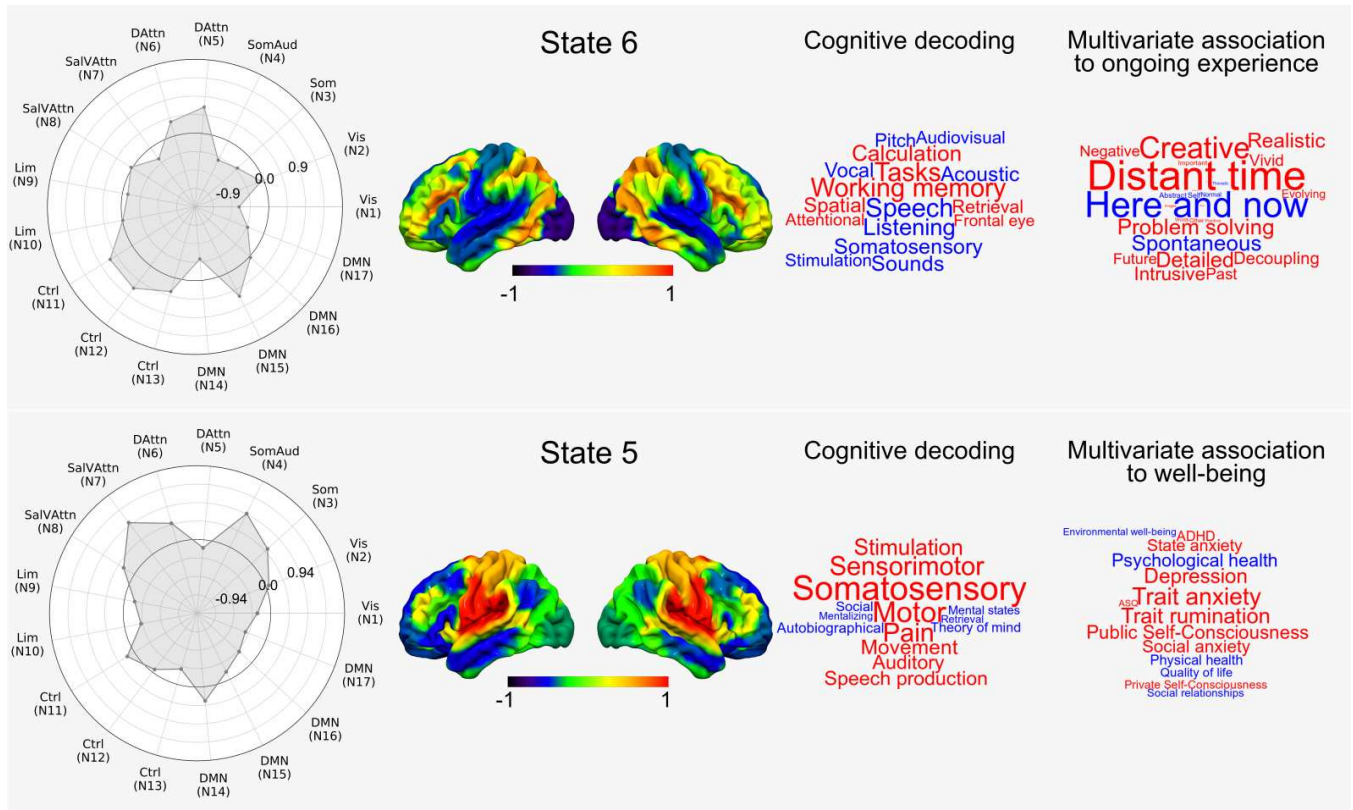 State 6
Cognitive decoding
Multivariate association
to ongoing experience
DAttn
(N5)
DAttn
(N6)
SomAud
(N4)
SalVAttn
(N7)
Som
(N3)
SalVAttn
(N8)
Vis
(N2)
Lim
(N9)
0.9
0.0
-0.9
Vis
(N1)
Lim
(N10)
DMN
(N17)
Ctrl
(N11)
DMN
(N16)
Ctrl
(N12)
DMN
(N15)
Ctrl
(N13)
DMN
(N14)
-1
1
Pitch Audiovisual
Calculation
Vocal Tasks Acoustic
Working memory
Spatial Speech Retrieval
Attentional Frontal eye
Listening
Somatosensory
Stimulation Sounds
Negative Creative Realistic
Important Vivid
Distant time
Abstract Self Normal Evolving
Here and now
Problem solving
Spontaneous
Future Detailed Decoupling
Intrusive Past
State 5
Cognitive decoding
Multivariate association
to well-being
DAttn
(N5)
DAttn
(N6)
SomAud
(N4)
SalVAttn
(N7)
Som
(N3)
SalVAttn
(N8)
Vis
(N2)
Lim
(N9)
0.94
0.0
-0.94
Vis
(N1)
Lim
(N10)
DMN
(N17)
Ctrl
(N11)
DMN
(N16)
Ctrl
(N12)
DMN
(N15)
Ctrl
(N13)
DMN
(N14)
-1
1
Stimulation
Sensorimotor
Somatosensory
Social Motor Mental states
Mentalizing Retrieval
Autobiographical Pain Theory of mind
Movement
Auditory
Speech production
Environmental well-being ADHD
State anxiety
Psychological health
Depression
Trait anxiety
ASQ
Trait rumination
Public Self-Consciousness
Social anxiety
Physical health
Quality of life
Private Self-Consciousness
Social relationships